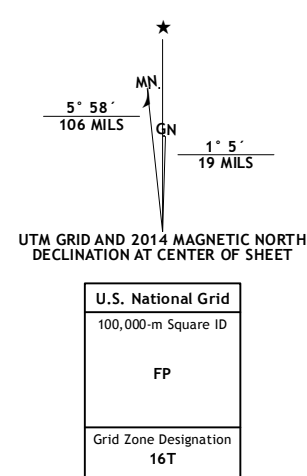 ★
MN.
5° 58´
106 MILS
GN
1° 5´
19 MILS
UTM GRID AND 2014 MAGNETIC NORTH
DECLINATION AT CENTER OF SHEET
U.S. National Grid
100,000-m Square ID
FP
Grid Zone Designation
16T